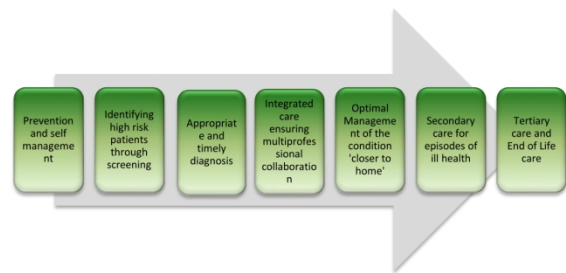 Prevention
and self
manageme
nt
Identifying
high risk
patients
through
screening
Appropriat
e and
timely
diagnosis
Integrated
care
ensuring
multiprofes
sional
collaboratio
n
Optimal
Manageme
nt of the
condition
'closer to
home'
Secondary
care for
episodes of
ill health
Tertiary
care and
End of Life
care